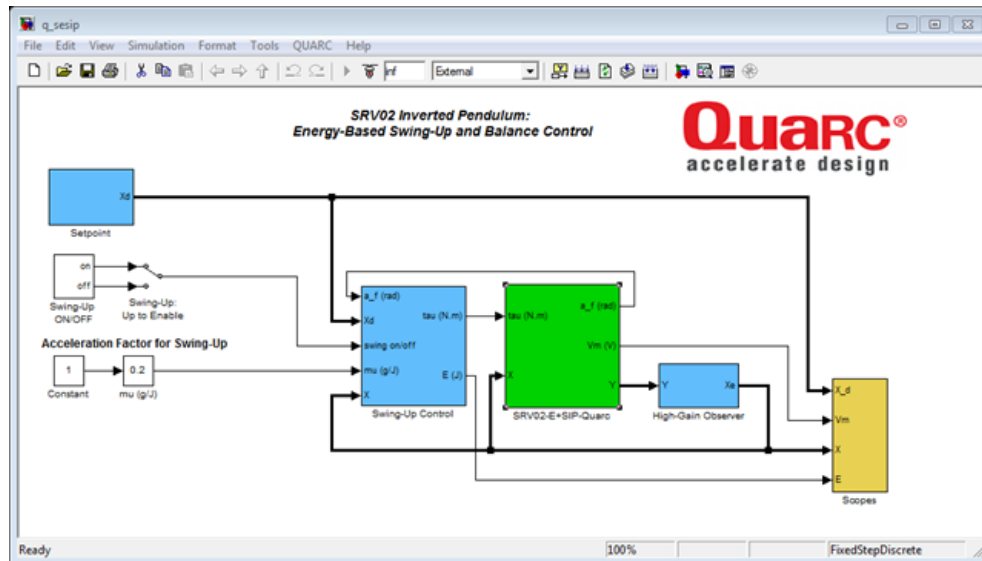 q_sesip
File Edit View Simulation Format Tools QUARC Help
inf External
SRV02 Inverted Pendulum:
Energy-Based Swing-Up and Balance Control
QUARC®
accelerate design
Xd
Setpoint
on
off
Swing-Up
ON/OFF
Swing-Up:
Up to Enable
Acceleration Factor for Swing-Up
1
Constant
0.2
mu (g/J)
a_f (rad)
Xd
swing on/off
mu (g/J)
X
tau (N.m)
E (J)
Swing-Up Control
tau (N.m)
X
a_f (rad)
Vm (V)
Y
SRV02-E+SIP-Quarc
Y
Xe
High-Gain Observer
X_d
Vm
X
E
Scopes
Ready
100%
FixedStepDiscrete